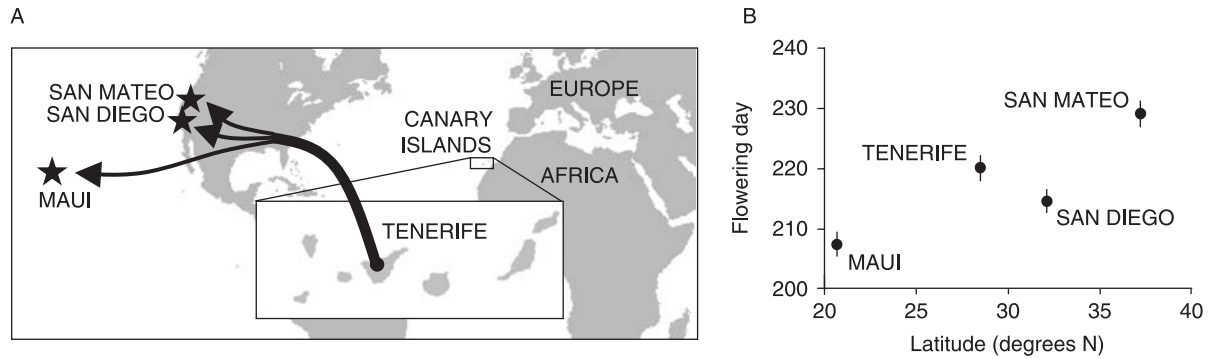 A
SAN MATEO
SAN DIEGO
MAUI
CANARY
ISLANDS
EUROPE
AFRICA
TENERIFE
B
Flowering day
240
230
220
210
200
SAN MATEO
TENERIFE
SAN DIEGO
MAUI
20
25
30
35
40
Latitude (degrees N)